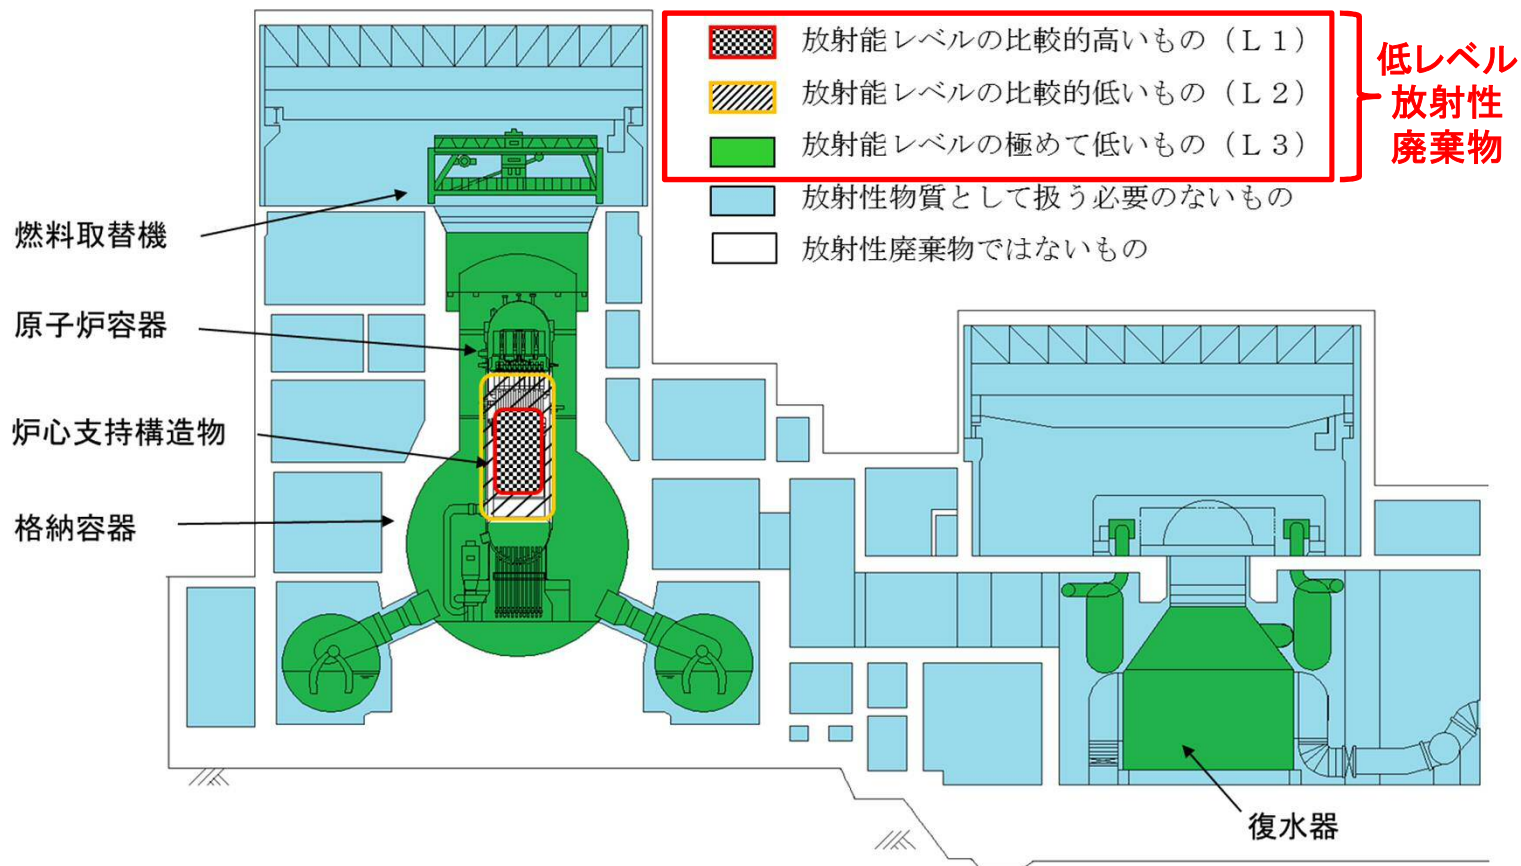 放射能レベルの比較的高いもの（Ｌ１）
放射能レベルの比較的低いもの（Ｌ２）
放射能レベルの極めて低いもの（Ｌ３）
放射性物質として扱う必要のないもの
放射性廃棄物ではないもの
低レベル
放射性
廃棄物
燃料取替機
原子炉容器
炉心支持構造物
格納容器
復水器